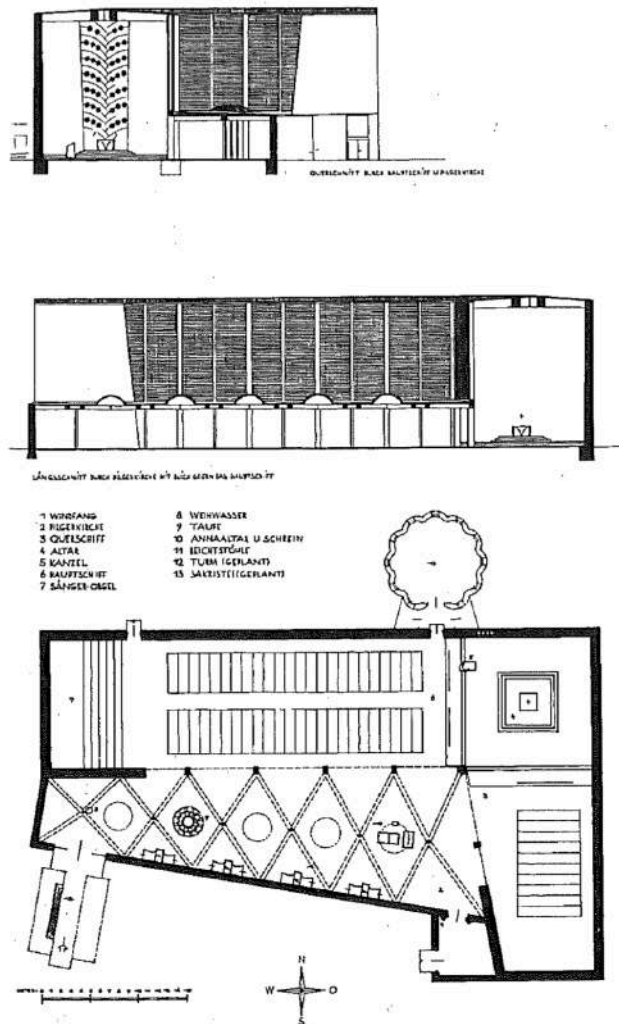 QUERSCHNITT DURCH HAUPTSCHIFF U. PILGERKIRCHE
LÄNGSSCHNITT DURCH PILGERKIRCHE MIT BLICK GEGEN DAS HAUPTSCHIFF
1 WINDFANG
2 PILGERKIRCHE
3 QUERSCHIFF
4 ALTAR
5 KANZEL
6 HAUPTSCHIFF
7 SÄNGER-ORGEL
8 WEIHWASSER
9 TAUFE
10 ANNAALTAR U. SCHREIN
11 BEICHTSTÜHLE
12 TURM (GEPLANT)
13 SAKRISTEI (GEPLANT)
N
W O
S